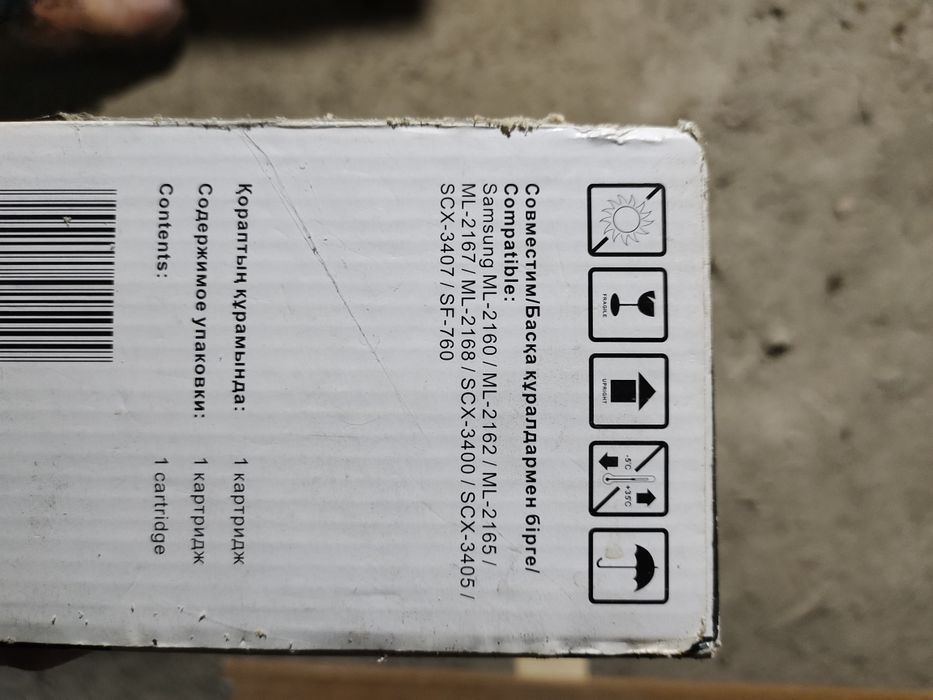 FRAGILE
UPRIGHT
-5°C
+35°C
Совместим/Басқа құралдармен бірге/
Compatible:
Samsung ML-2160 / ML-2162 / ML-2165 /
ML-2167 / ML-2168 / SCX-3400 / SCX-3405 /
SCX-3407 / SF-760
Қораптың құрамында: 1 картридж
Содержимое упаковки: 1 картридж
Contents: 1 cartridge